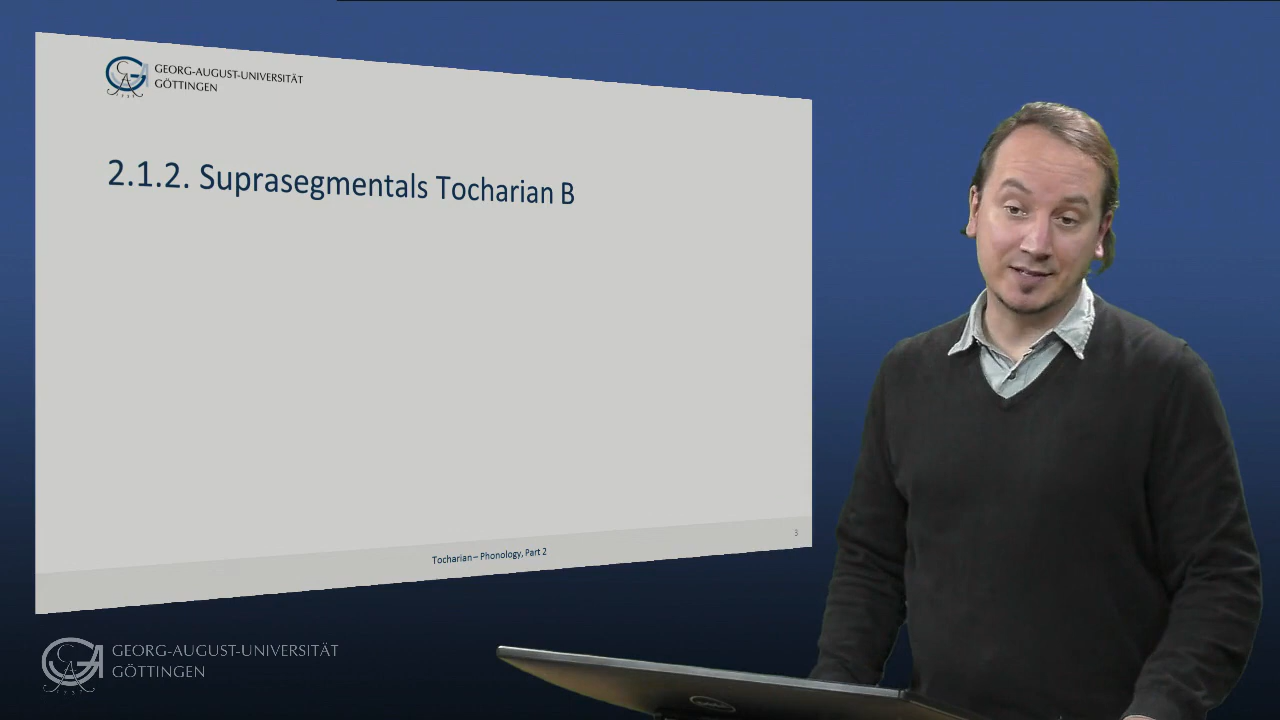 GEORG-AUGUST-UNIVERSITÄT
GÖTTINGEN
2.1.2. Suprasegmentals Tocharian B
3
Tocharian – Phonology, Part 2
GEORG-AUGUST-UNIVERSITÄT
GÖTTINGEN